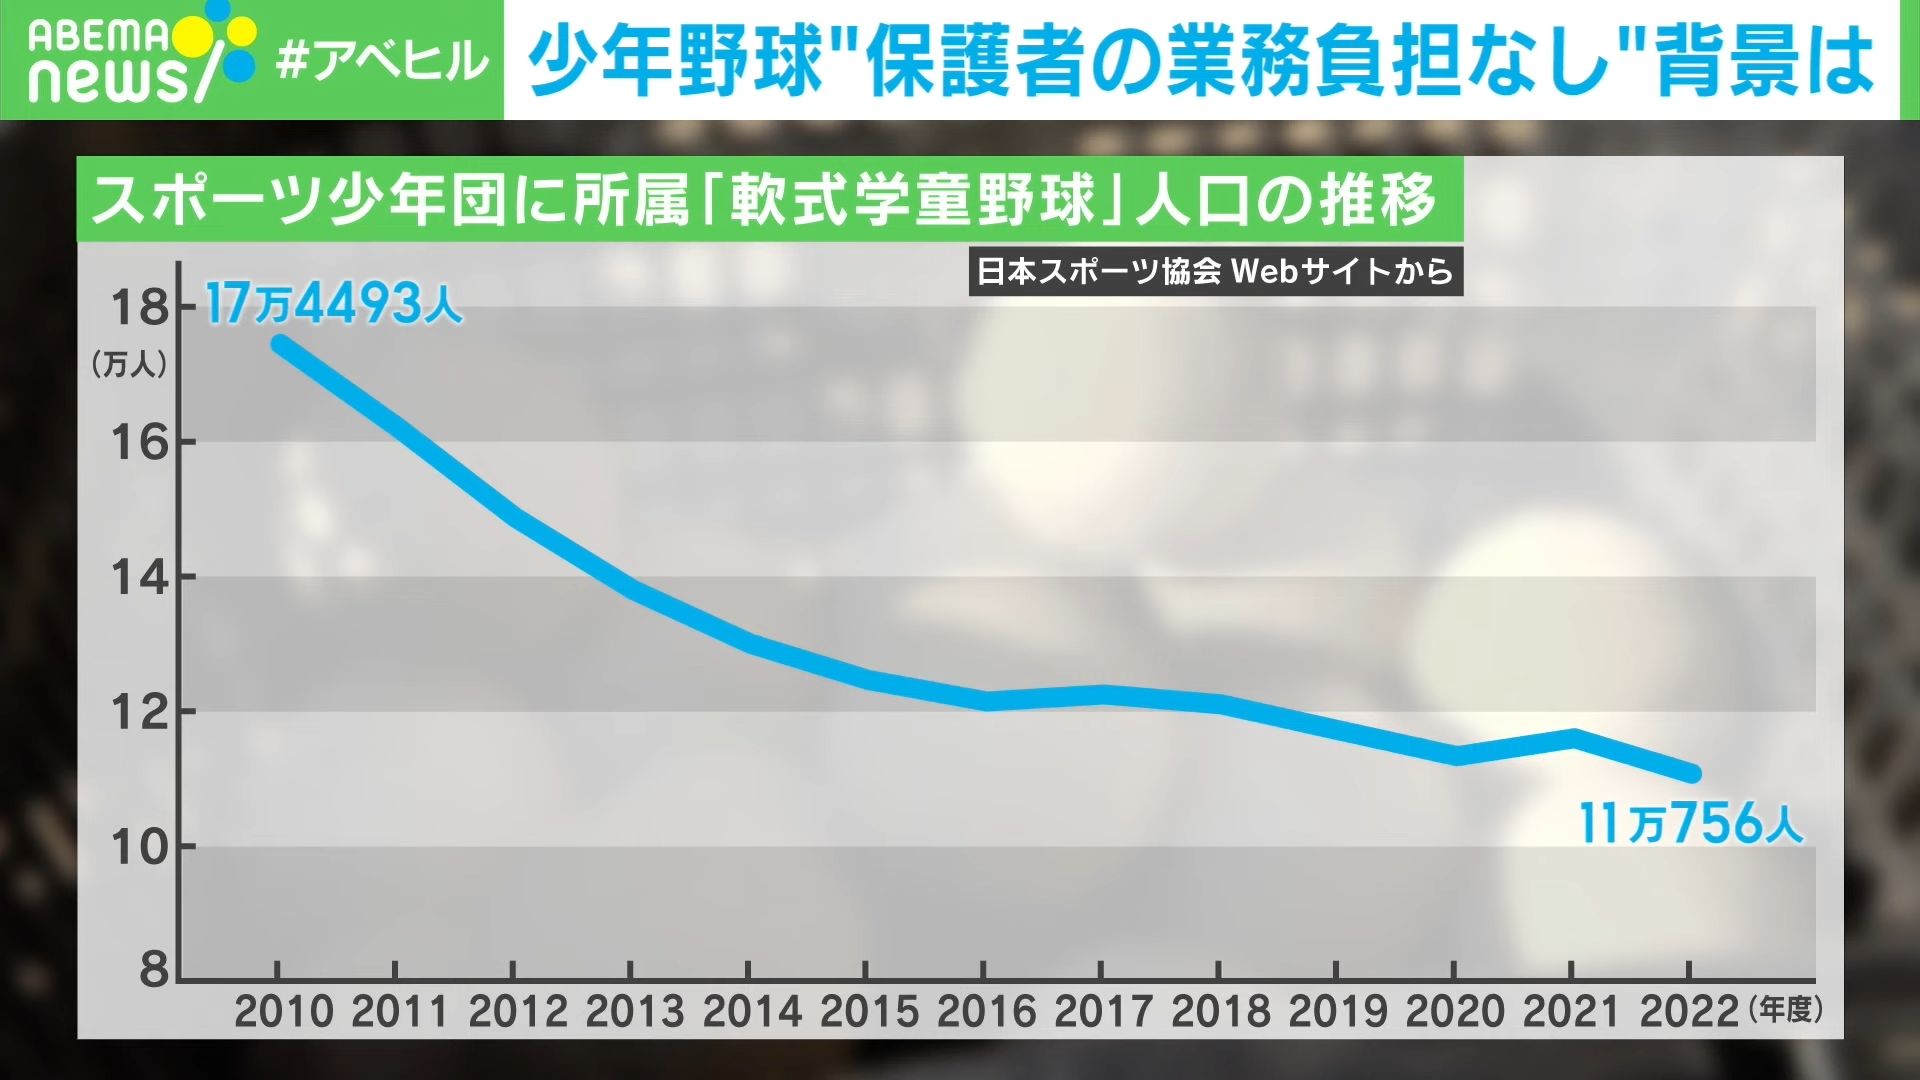 ABEMA
news/
#アベヒル
少年野球"保護者の業務負担なし"背景は
スポーツ少年団に所属「軟式学童野球」人口の推移
日本スポーツ協会 Webサイトから
17万4493人
18
(万人)
16
14
12
10
8
11万756人
2010 2011 2012 2013 2014 2015 2016 2017 2018 2019 2020 2021 2022 (年度)